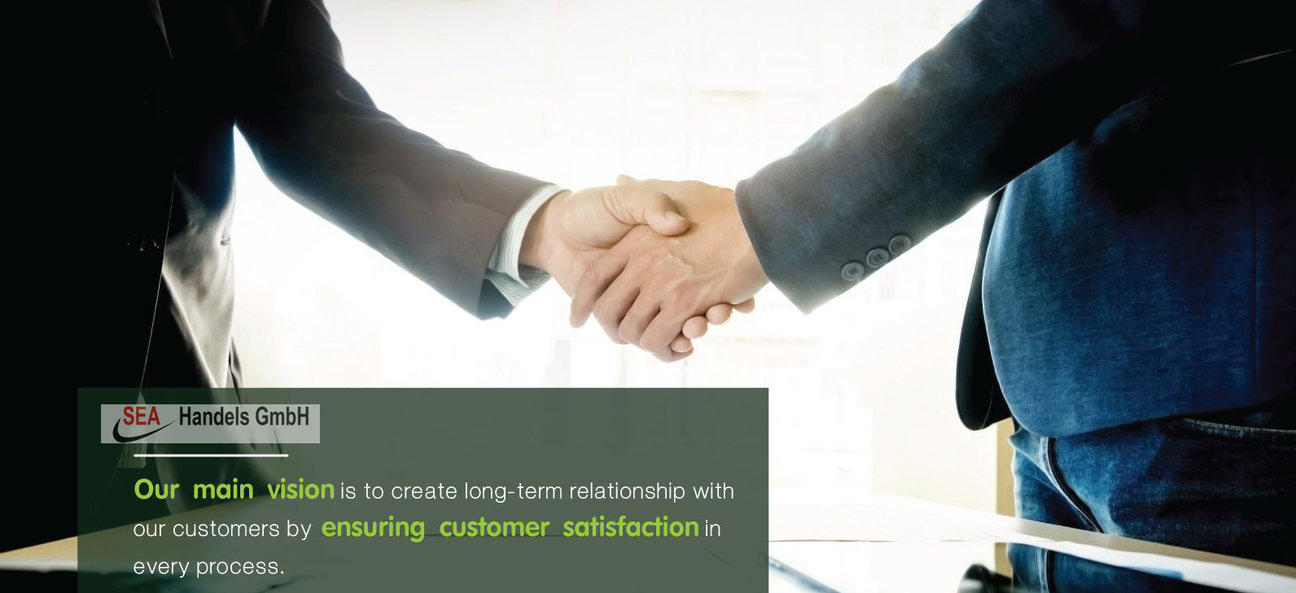 SEA Handels GmbH
Our main vision is to create long-term relationship with
our customers by ensuring customer satisfaction in
every process.